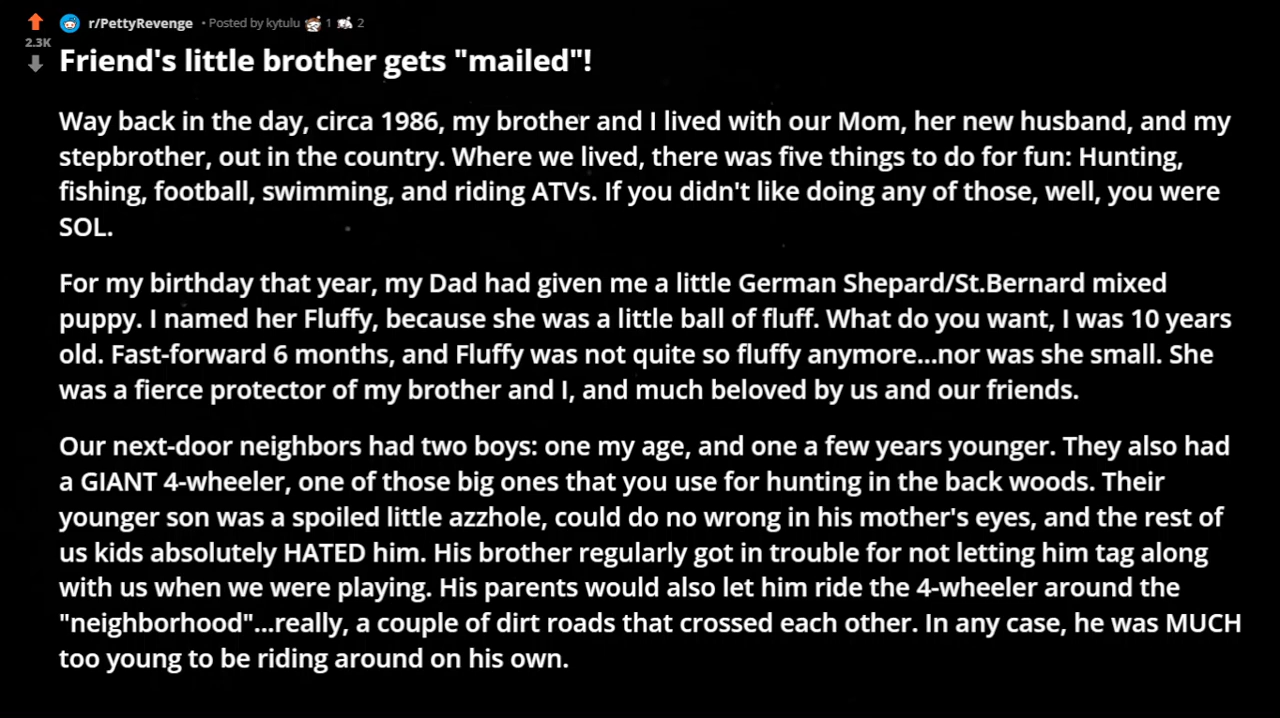 r/PettyRevenge • Posted by kytulu 1 2
2.3K
Friend's little brother gets "mailed"!
Way back in the day, circa 1986, my brother and I lived with our Mom, her new husband, and my
stepbrother, out in the country. Where we lived, there was five things to do for fun: Hunting,
fishing, football, swimming, and riding ATVs. If you didn't like doing any of those, well, you were
SOL.
For my birthday that year, my Dad had given me a little German Shepard/St.Bernard mixed
puppy. I named her Fluffy, because she was a little ball of fluff. What do you want, I was 10 years
old. Fast-forward 6 months, and Fluffy was not quite so fluffy anymore...nor was she small. She
was a fierce protector of my brother and I, and much beloved by us and our friends.
Our next-door neighbors had two boys: one my age, and one a few years younger. They also had
a GIANT 4-wheeler, one of those big ones that you use for hunting in the back woods. Their
younger son was a spoiled little azzhole, could do no wrong in his mother's eyes, and the rest of
us kids absolutely HATED him. His brother regularly got in trouble for not letting him tag along
with us when we were playing. His parents would also let him ride the 4-wheeler around the
"neighborhood"...really, a couple of dirt roads that crossed each other. In any case, he was MUCH
too young to be riding around on his own.